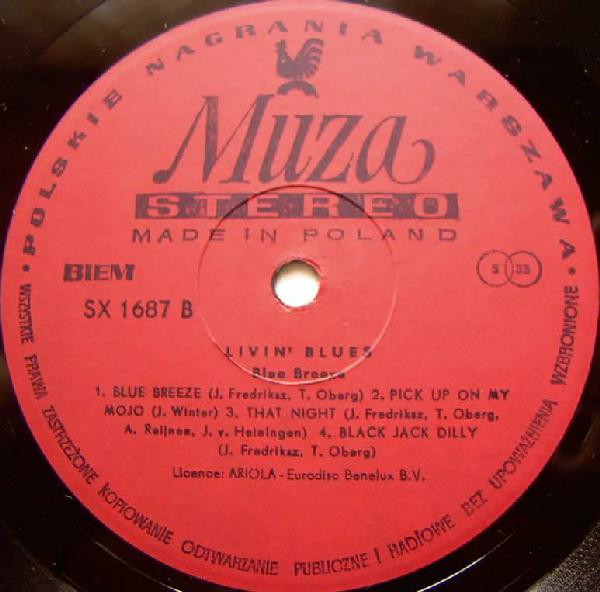 • POLSKIE NAGRANIA WARSZAWA •
Muza
STEREO
MADE IN POLAND
BIEM
S 33
SX 1687 B
LIVIN' BLUES
Blue Breeze
1. BLUE BREEZE (J. Fredriksz, T. Oberg) 2. PICK UP ON MY
MOJO (J. Winter) 3. THAT NIGHT (J. Fredriksz, T. Oberg,
A. Reijnen, J. v. Heiningen) 4. BLACK JACK DILLY
(J. Fredriksz, T. Oberg)
Licence: ARIOLA - Eurodisc Benelux B.V.
WSZYSTKIE PRAWA ZASTRZEŻONE KOPIOWANIE ODTWARZANIE PUBLICZNE I RADIOWE BEZ UPOWAŻNIENIA WZBRONIONE